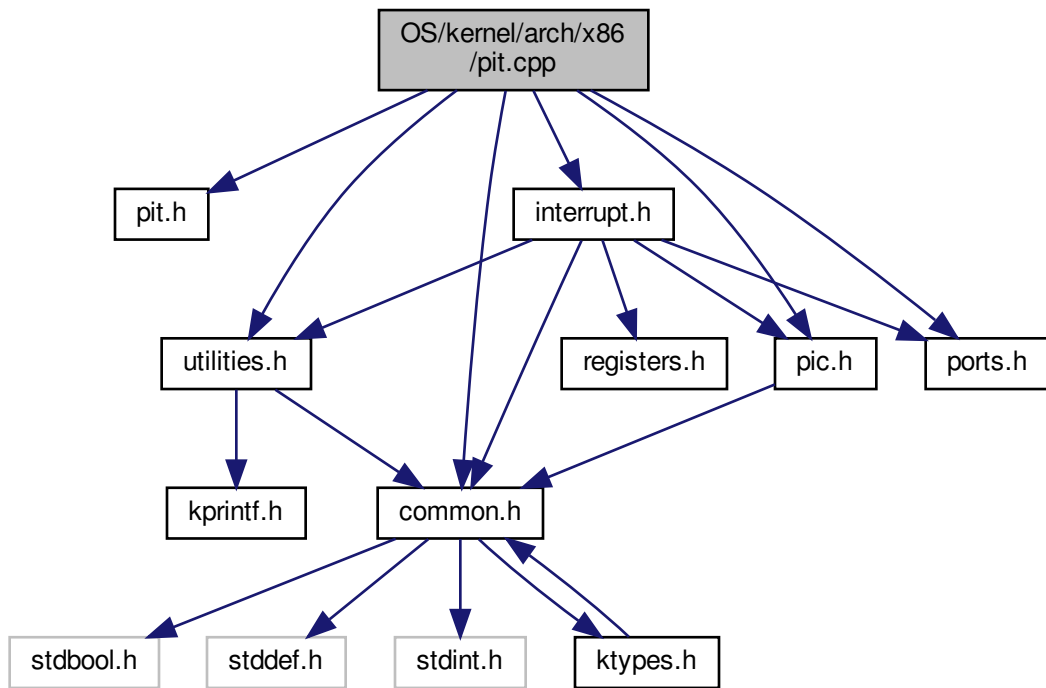 OS/kernel/arch/x86
/pit.cpp
pit.h
interrupt.h
utilities.h
registers.h
pic.h
ports.h
kprintf.h
common.h
stdbool.h
stddef.h
stdint.h
ktypes.h